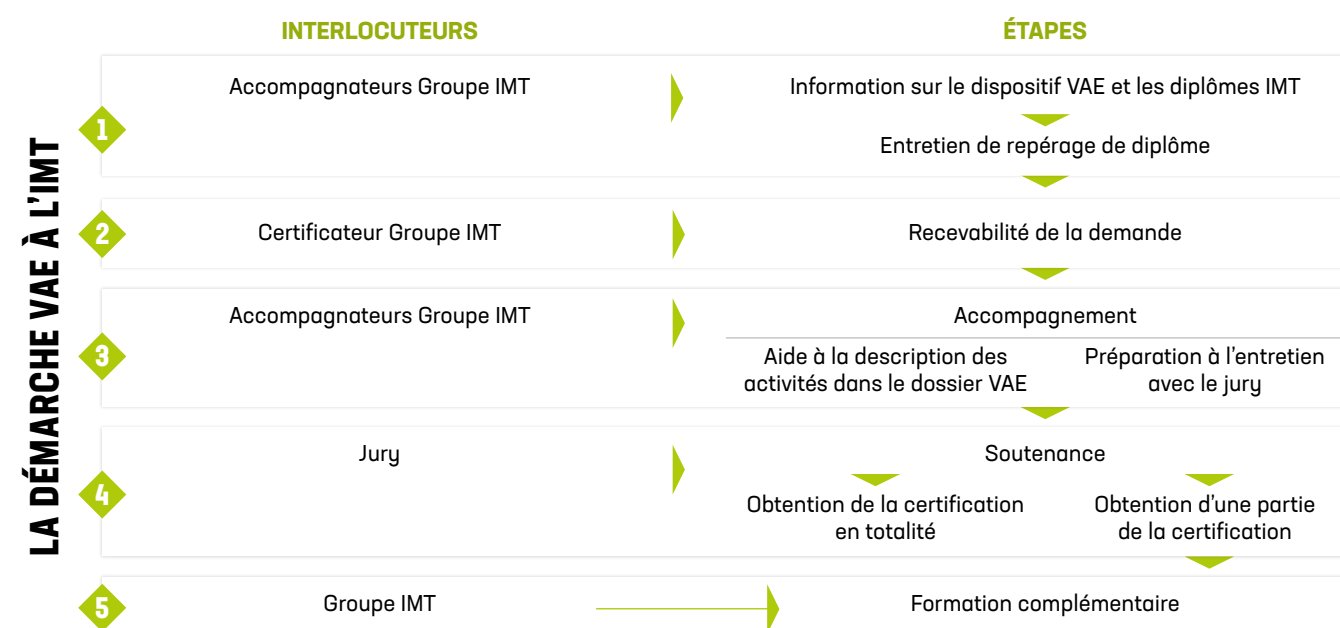 LA DÉMARCHE VAE À L'IMT
INTERLOCUTEURS
ÉTAPES
1
Accompagnateurs Groupe IMT
Information sur le dispositif VAE et les diplômes IMT
Entretien de repérage de diplôme
2
Certificateur Groupe IMT
Recevabilité de la demande
3
Accompagnateurs Groupe IMT
Accompagnement
Aide à la description des
activités dans le dossier VAE
Préparation à l'entretien
avec le jury
4
Jury
Soutenance
Obtention de la certification
en totalité
Obtention d'une partie
de la certification
5
Groupe IMT
Formation complémentaire